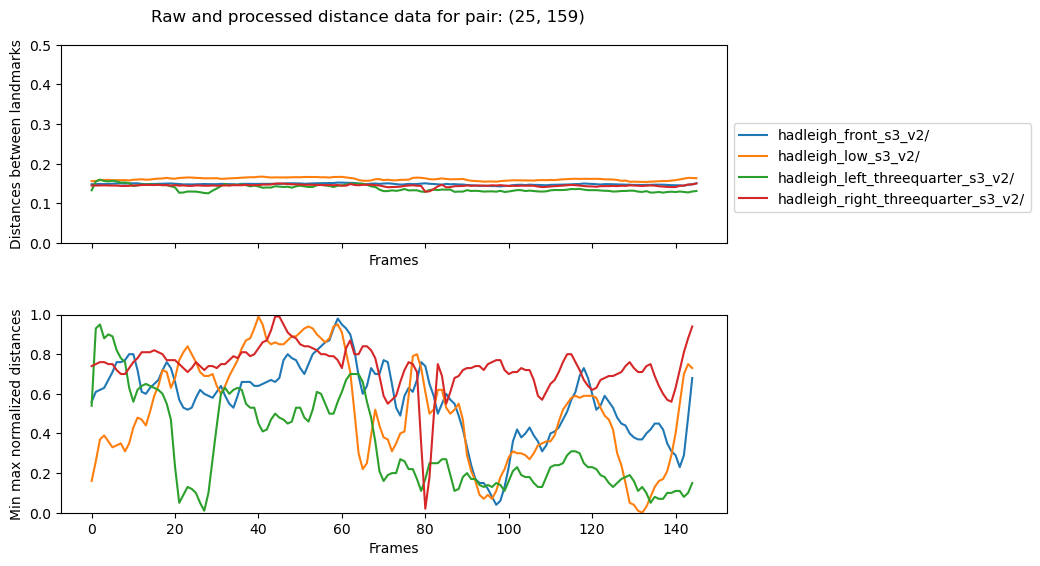 Raw and processed distance data for pair: (25, 159)
Distances between landmarks
0.5
0.4
0.3
0.2
0.1
0.0
Frames
hadleigh_front_s3_v2/
hadleigh_low_s3_v2/
hadleigh_left_threequarter_s3_v2/
hadleigh_right_threequarter_s3_v2/
Min max normalized distances
1.0
0.8
0.6
0.4
0.2
0.0
0 20 40 60 80 100 120 140
Frames